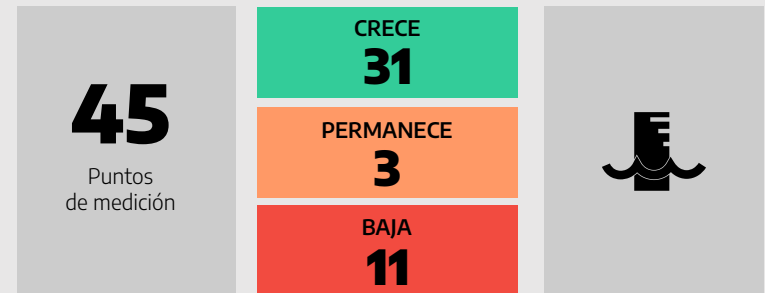 45
Puntos
de medición
CRECE
31
PERMANECE
3
BAJA
11